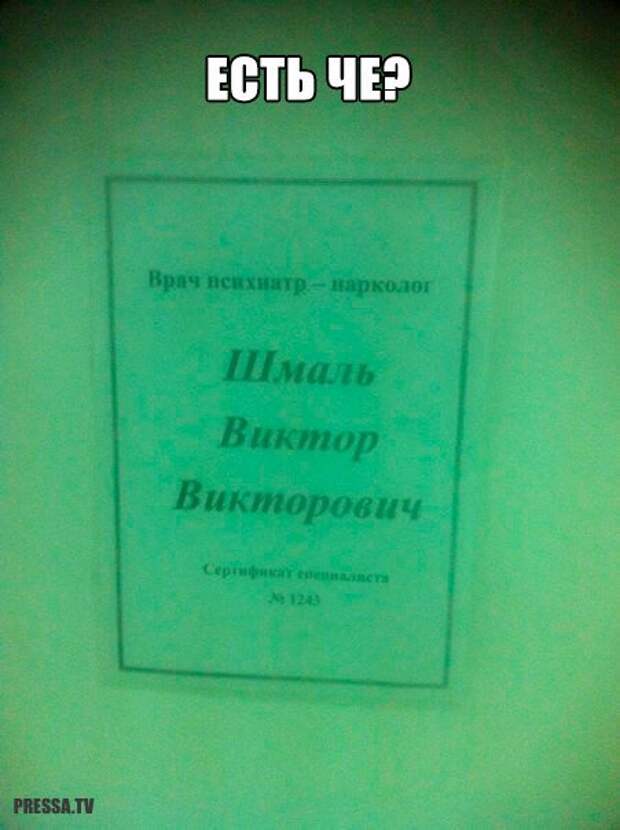 ЕСТЬ ЧЕ?
Врач психиатр – нарколог
Шмаль
Виктор
Викторович
Сертификат специалиста
№ 1243
PRESSA.TV